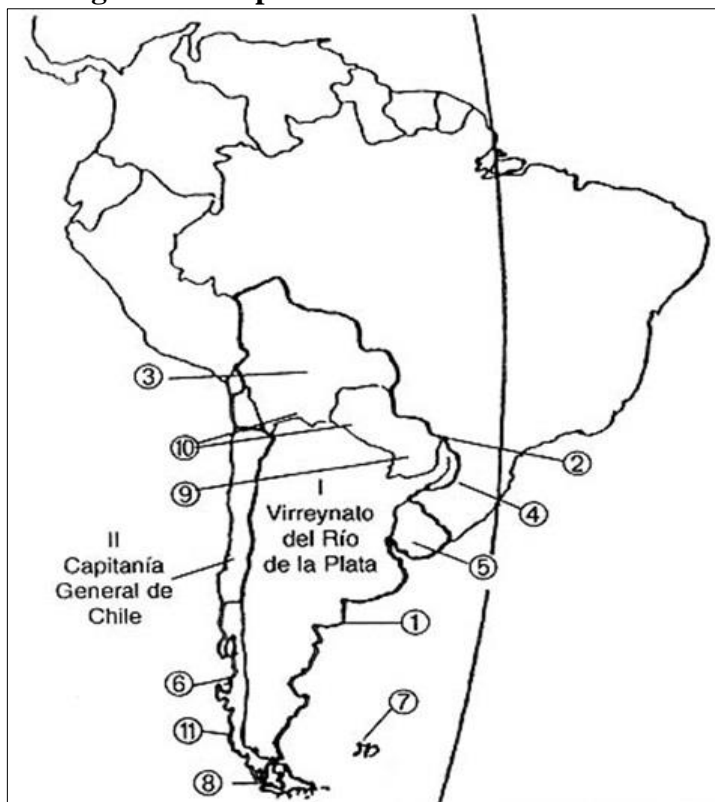 ③
⑩
②
⑨
④
I
Virreynato
del Río
de la Plata
II
Capitanía
General de
Chile
⑤
①
⑥
⑦
⑪
⑧